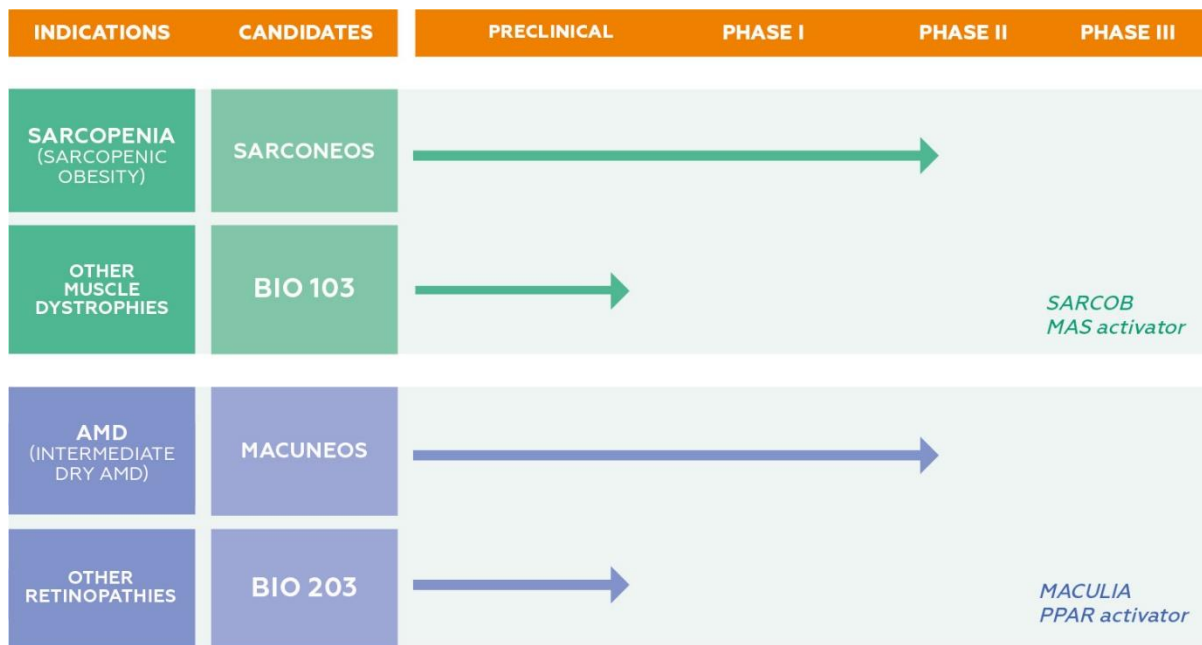 INDICATIONS CANDIDATES PRECLINICAL PHASE I PHASE II PHASE III
SARCOPENIA
(SARCOPENIC
OBESITY)
SARCONEOS
OTHER
MUSCLE
DYSTROPHIES
BIO 103
SARCOB
MAS activator
AMD
(INTERMEDIATE
DRY AMD)
MACUNEOS
OTHER
RETINOPATHIES
BIO 203
MACULIA
PPAR activator